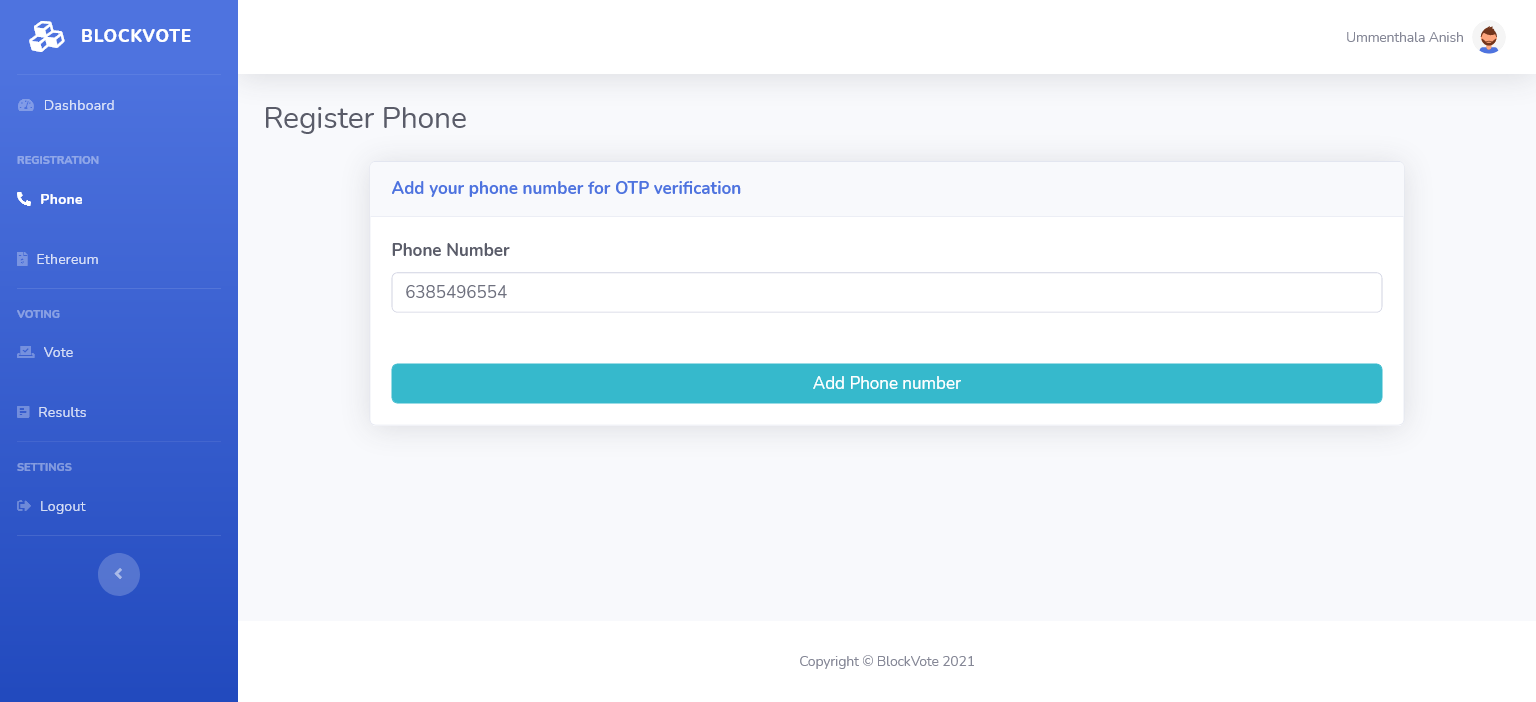 BLOCKVOTE
Ummenthala Anish
Dashboard
REGISTRATION
Phone
Ethereum
VOTING
Vote
Results
SETTINGS
Logout
Register Phone
Add your phone number for OTP verification
Phone Number
6385496554
Add Phone number
Copyright © BlockVote 2021